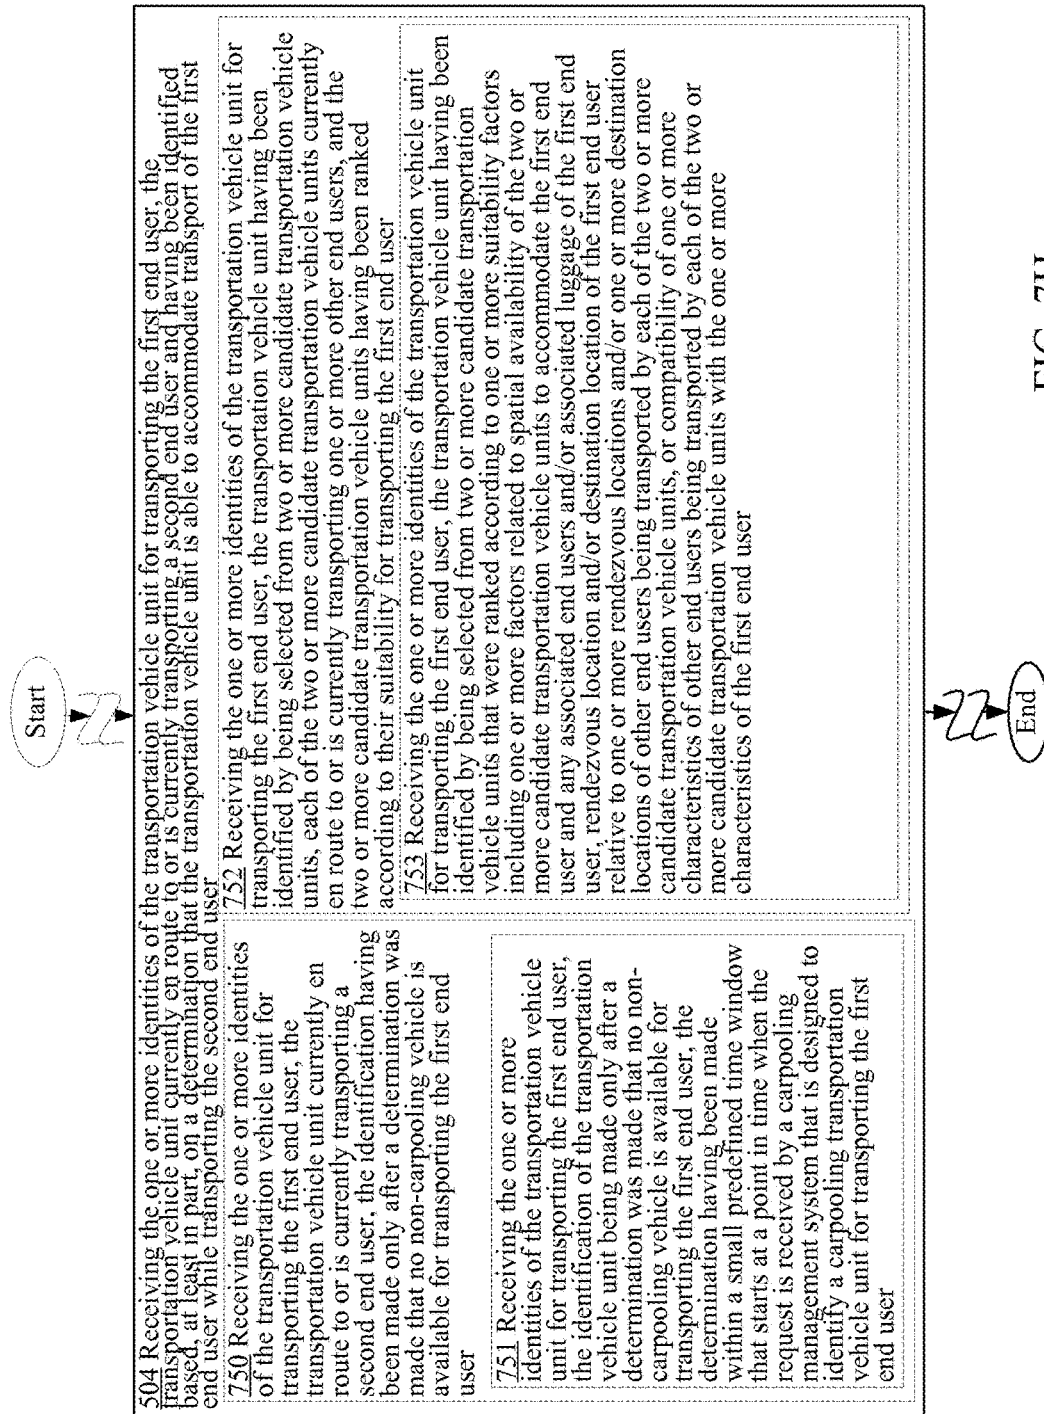 Start
504 Receiving the one or more identities of the transportation vehicle unit for transporting the first end user, the
transportation vehicle unit currently en route to or is currently transporting a second end user and having been identified
based, at least in part, on a determination that the transportation vehicle unit is able to accommodate transport of the first
end user while transporting the second end user
750 Receiving the one or more identities
of the transportation vehicle unit for
transporting the first end user, the
transportation vehicle unit currently en
route to or is currently transporting a
second end user, the identification having
been made only after a determination was
made that no non-carpooling vehicle is
available for transporting the first end
user
751 Receiving the one or more
identities of the transportation vehicle
unit for transporting the first end user,
the identification of the transportation
vehicle unit being made only after a
determination was made that no non-
carpooling vehicle is available for
transporting the first end user, the
determination having been made
within a small predefined time window
that starts at a point in time when the
request is received by a carpooling
management system that is designed to
identify a carpooling transportation
vehicle unit for transporting the first
end user
752 Receiving the one or more identities of the transportation vehicle unit for
transporting the first end user, the transportation vehicle unit having been
identified by being selected from two or more candidate transportation vehicle
units, each of the two or more candidate transportation vehicle units currently
en route to or is currently transporting one or more other end users, and the
two or more candidate transportation vehicle units having been ranked
according to their suitability for transporting the first end user
753 Receiving the one or more identities of the transportation vehicle unit
for transporting the first end user, the transportation vehicle unit having been
identified by being selected from two or more candidate transportation
vehicle units that were ranked according to one or more suitability factors
including one or more factors related to spatial availability of the two or
more candidate transportation vehicle units to accommodate the first end
user and any associated end users and/or associated luggage of the first end
user, rendezvous location and/or destination location of the first end user
relative to one or more rendezvous locations and/or one or more destination
locations of other end users being transported by each of the two or more
candidate transportation vehicle units, or compatibility of one or more
characteristics of other end users being transported by each of the two or
more candidate transportation vehicle units with the one or more
characteristics of the first end user
End